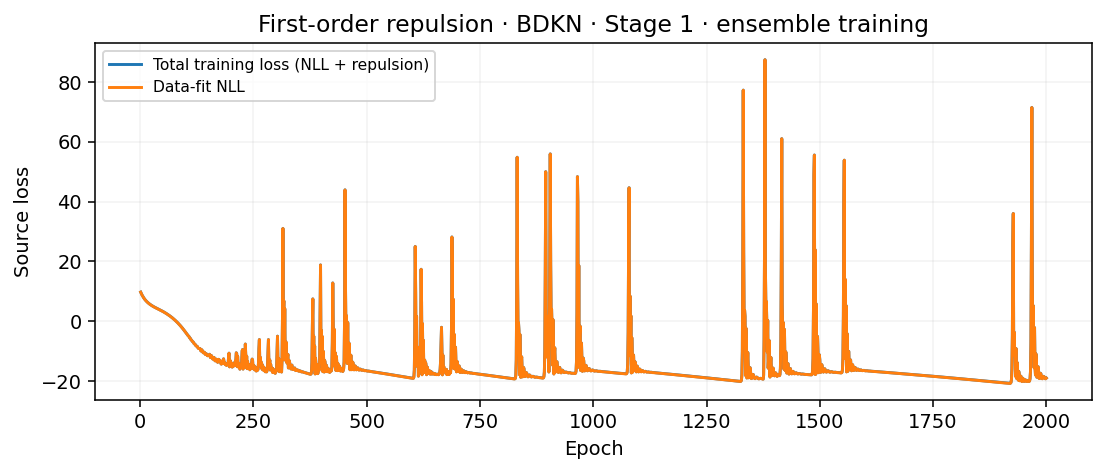 First-order repulsion · BDKN · Stage 1 · ensemble training
Total training loss (NLL + repulsion)
Data-fit NLL
Source loss
80
60
40
20
0
−20
0 250 500 750 1000 1250 1500 1750 2000
Epoch